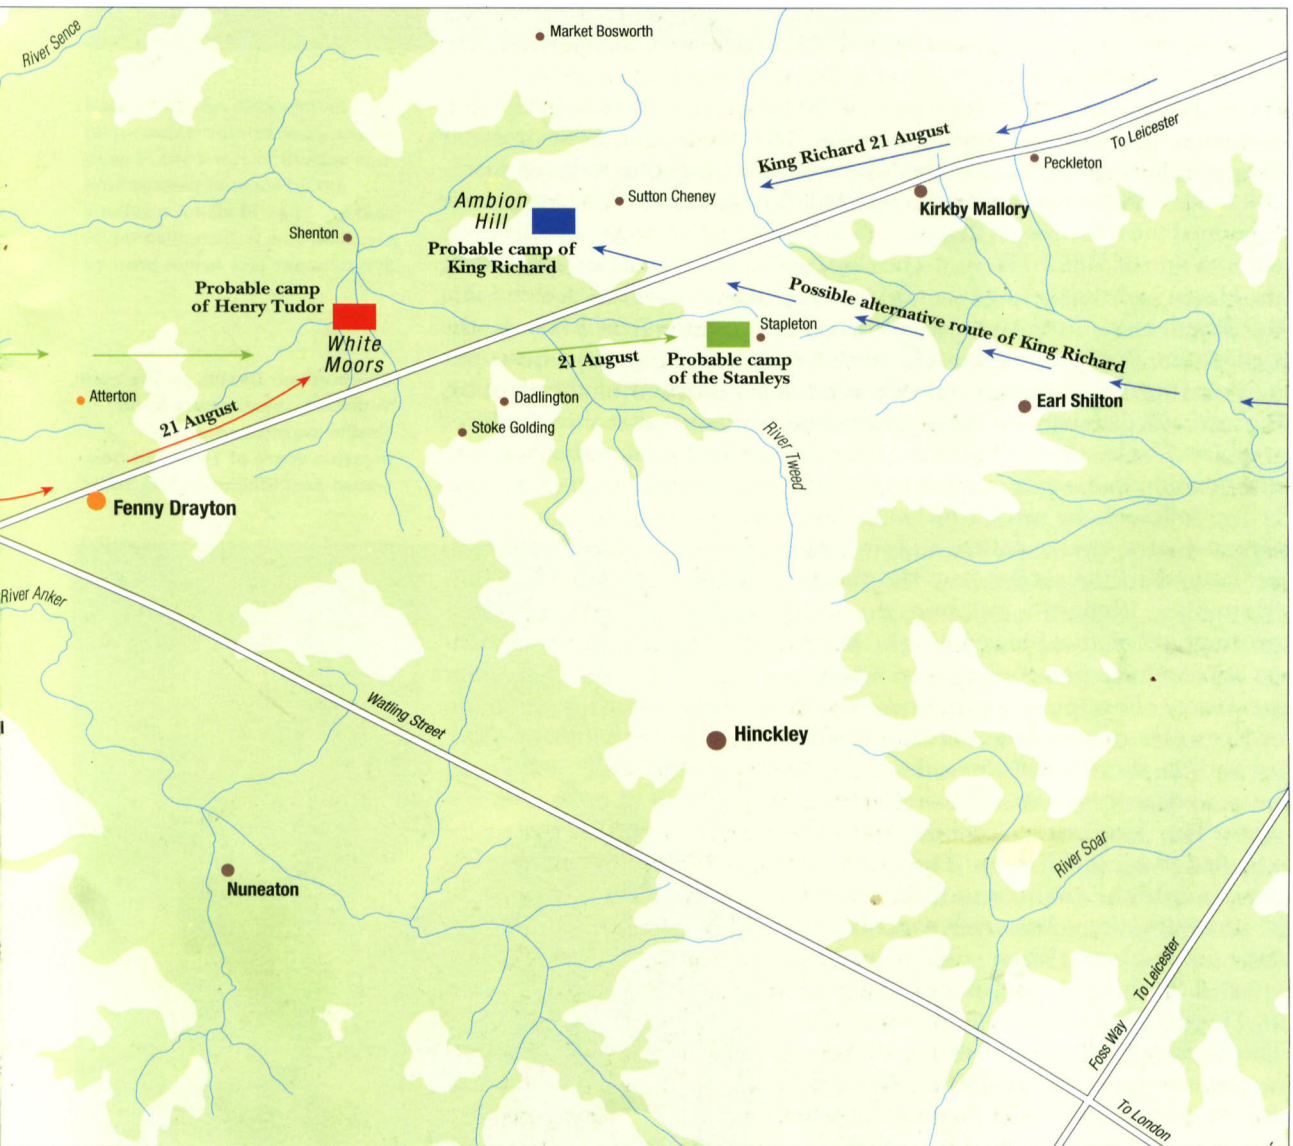 River Sence
Market Bosworth
King Richard 21 August
To Leicester
Peckleton
Kirkby Mallory
Sutton Cheney
Ambion
Hill
Probable camp of
King Richard
Shenton
Probable camp
of Henry Tudor
White
Moors
Possible alternative route of King Richard
Stapleton
21 August
Probable camp
of the Stanleys
Atterton
21 August
Dadlington
Stoke Golding
Earl Shilton
River Tweed
Fenny Drayton
River Anker
Watling Street
Hinckley
River Soar
Nuneaton
To Leicester
Foss Way
To London